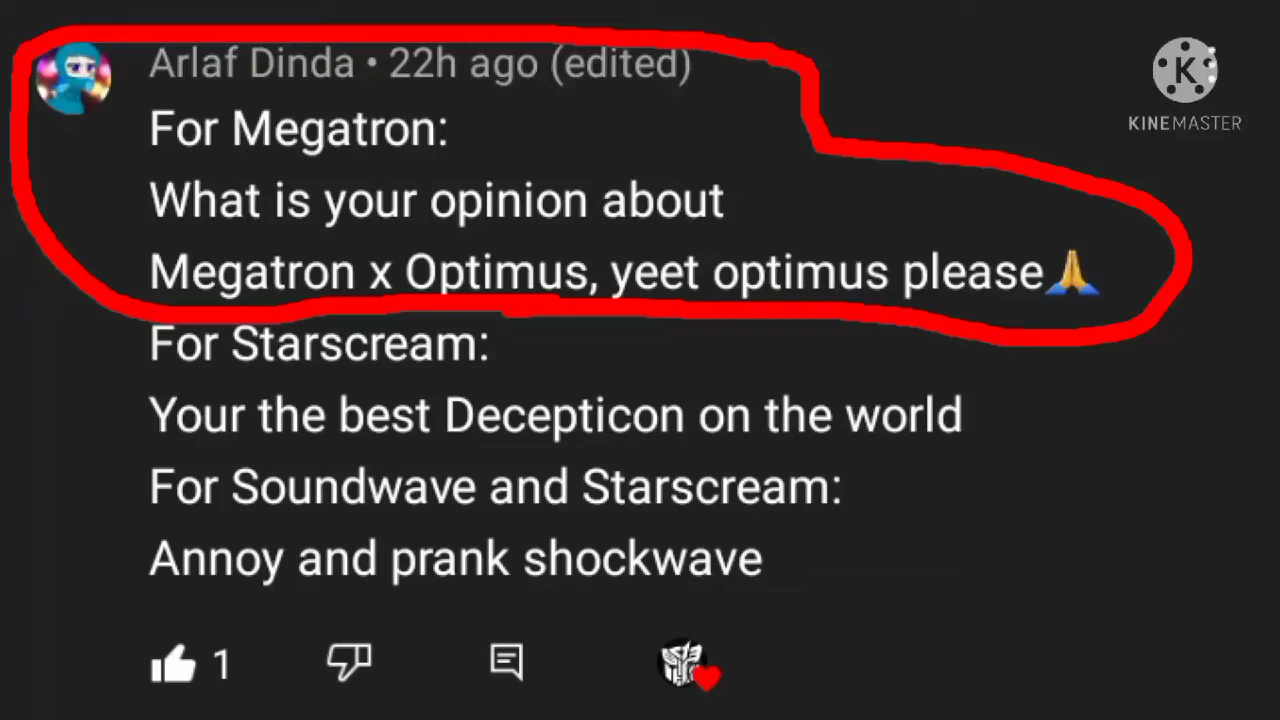 Arlaf Dinda • 22h ago (edited)
For Megatron:
What is your opinion about
Megatron x Optimus, yeet optimus please🙏
For Starscream:
Your the best Decepticon on the world
For Soundwave and Starscream:
Annoy and prank shockwave
1
K
KINEMASTER